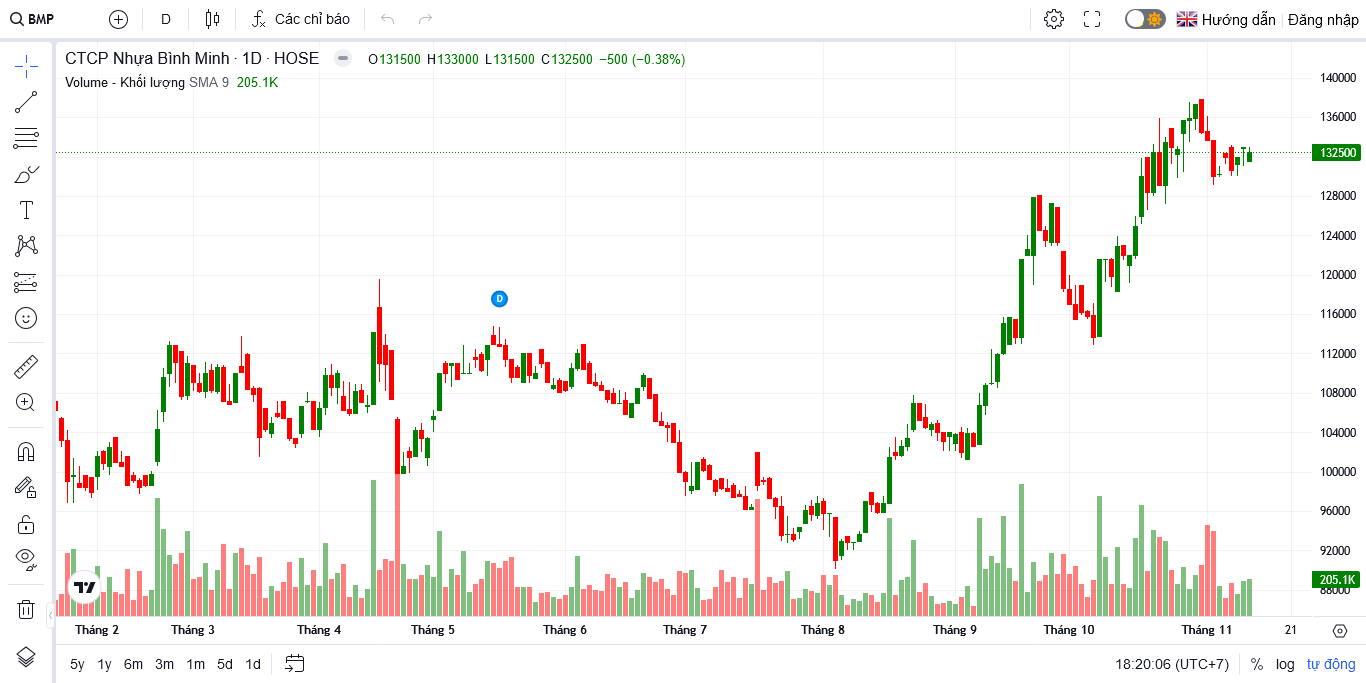 BMP D Các chỉ báo Hướng dẫn Đăng nhập
CTCP Nhựa Bình Minh · 1D · HOSE O131500 H133000 L131500 C132500 −500 (−0.38%)
Volume - Khối lượng SMA 9 205.1K
140000
136000
132500
128000
124000
120000
D
116000
112000
108000
104000
100000
96000
92000
205.1K
88000
Tháng 2 Tháng 3 Tháng 4 Tháng 5 Tháng 6 Tháng 7 Tháng 8 Tháng 9 Tháng 10 Tháng 11 21
5y 1y 6m 3m 1m 5d 1d 18:20:06 (UTC+7) % log tự động